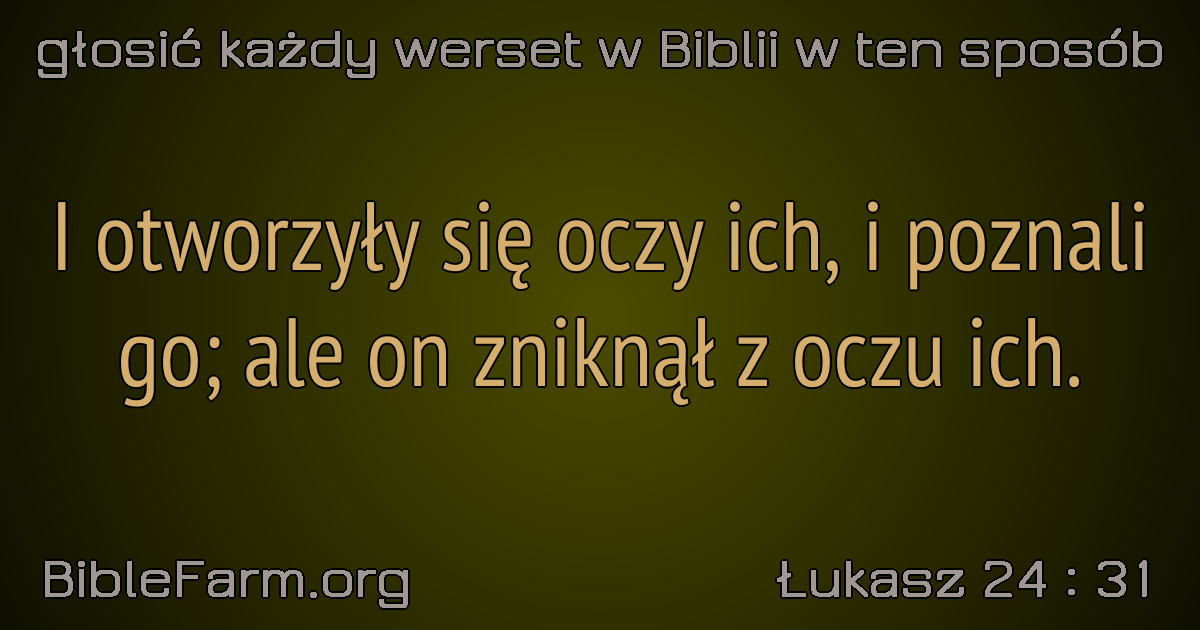 głosić każdy werset w Biblii w ten sposób
I otworzyły się oczy ich, i poznali
go; ale on zniknął z oczu ich.
BibleFarm.org
Łukasz 24 : 31